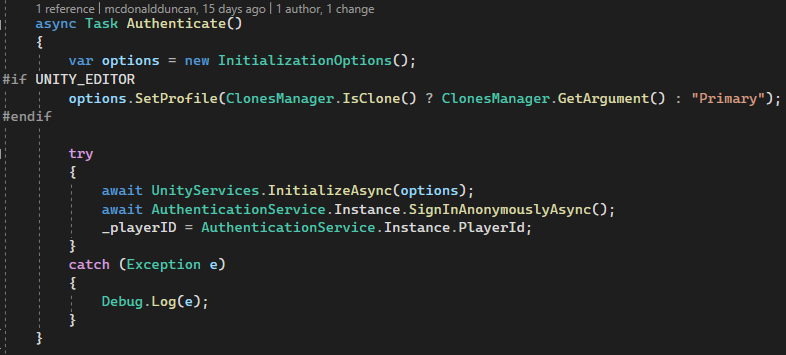 1 reference | mcdonaldduncan, 15 days ago | 1 author, 1 change
async Task Authenticate()
{
var options = new InitializationOptions();
#if UNITY_EDITOR
options.SetProfile(ClonesManager.IsClone() ? ClonesManager.GetArgument() : "Primary");
#endif
try
{
await UnityServices.InitializeAsync(options);
await AuthenticationService.Instance.SignInAnonymouslyAsync();
_playerID = AuthenticationService.Instance.PlayerId;
}
catch (Exception e)
{
Debug.Log(e);
}
}